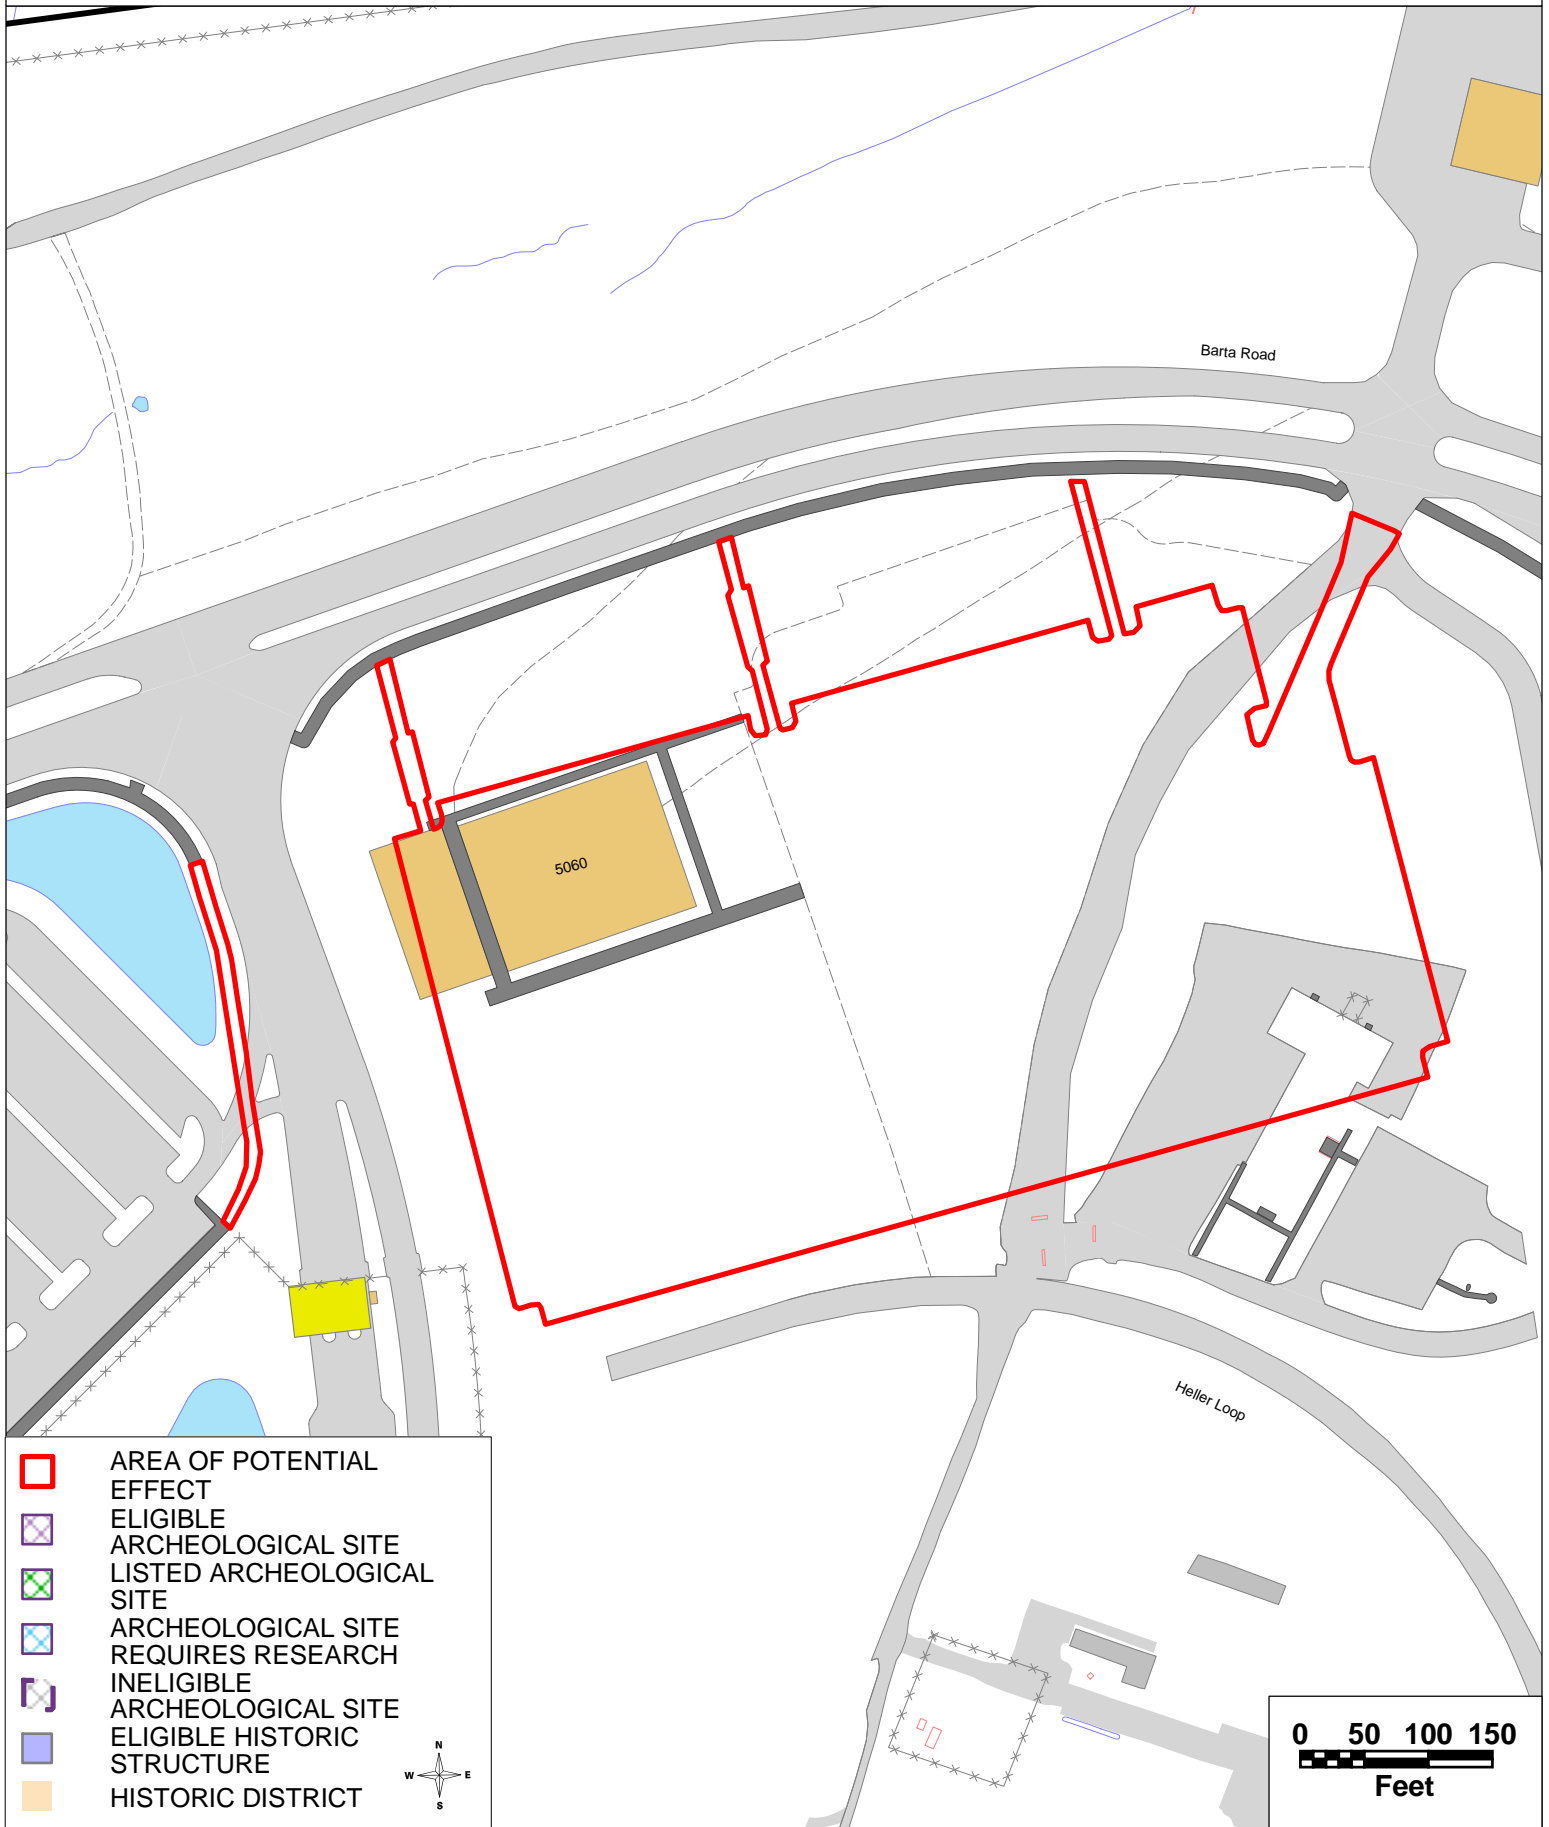 Barta Road
5060
Heller Loop
AREA OF POTENTIAL
EFFECT
ELIGIBLE
ARCHEOLOGICAL SITE
LISTED ARCHEOLOGICAL
SITE
ARCHEOLOGICAL SITE
REQUIRES RESEARCH
INELIGIBLE
ARCHEOLOGICAL SITE
ELIGIBLE HISTORIC
STRUCTURE
HISTORIC DISTRICT
N
W E
S
0 50 100 150
Feet